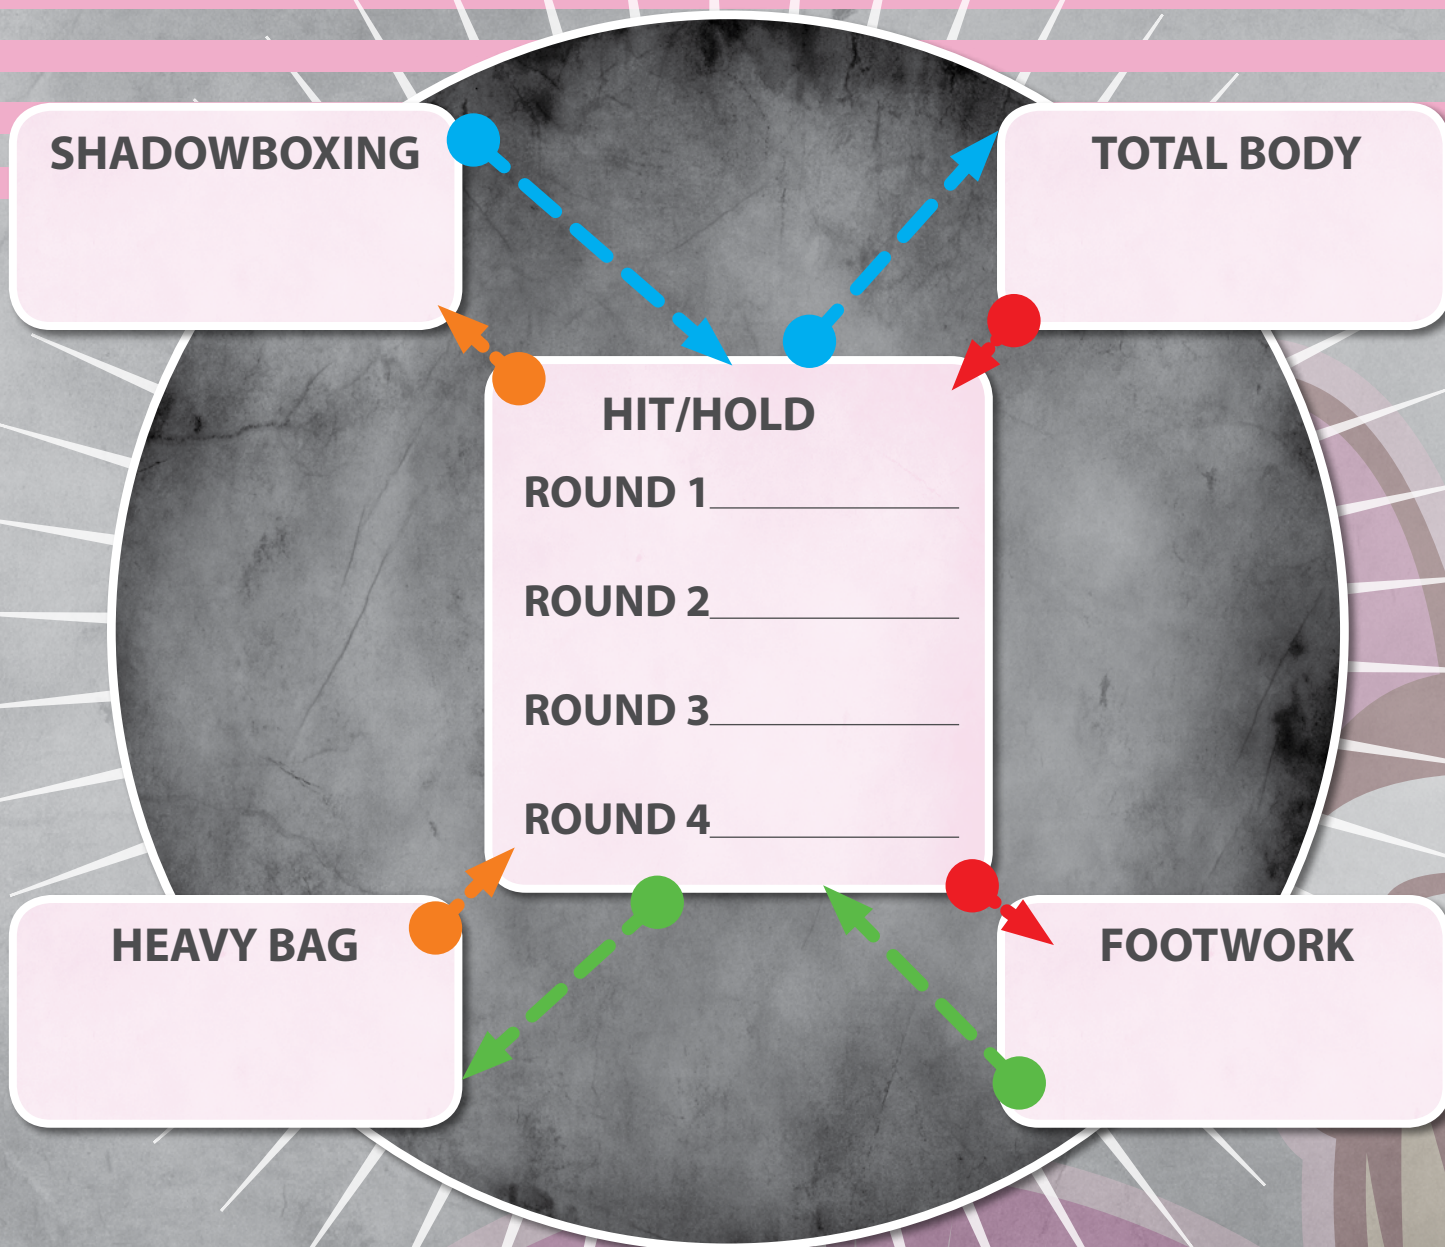 SHADOWBOXING
TOTAL BODY
HIT/HOLD
ROUND 1
ROUND 2
ROUND 3
ROUND 4
HEAVY BAG
FOOTWORK